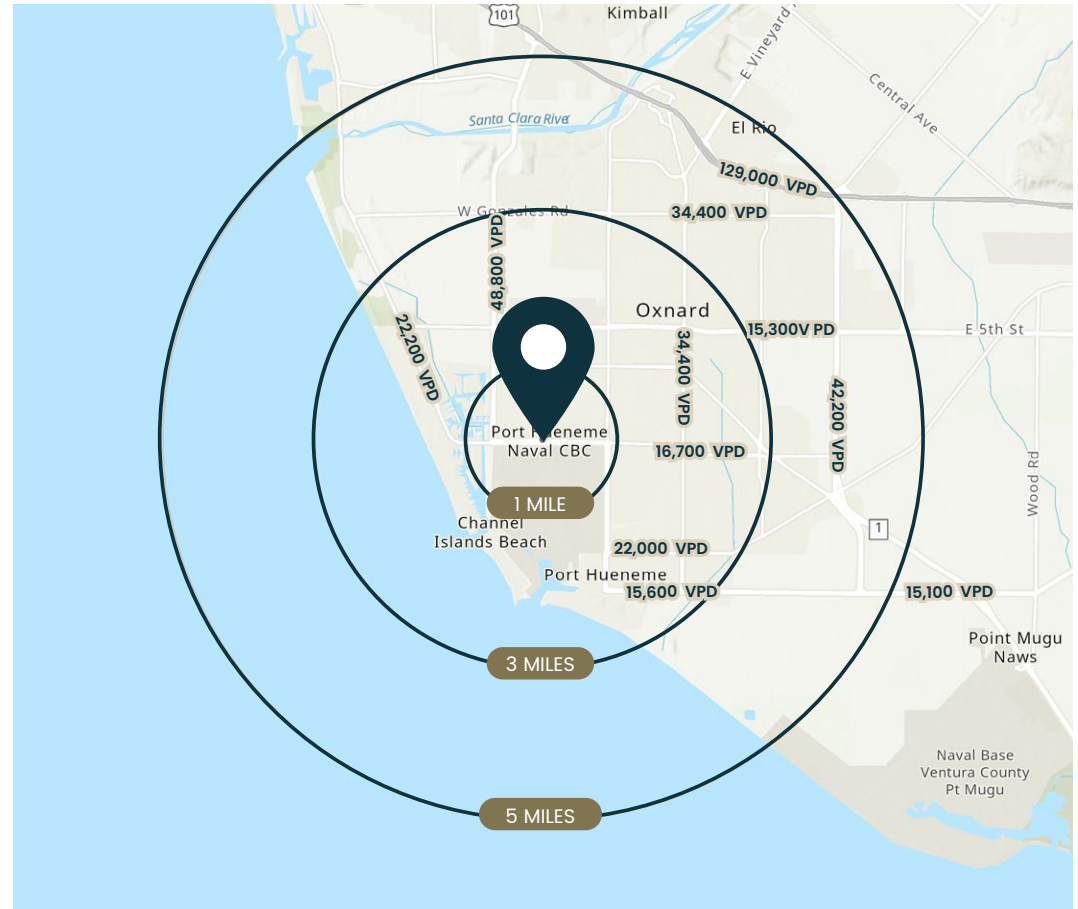 Kimball
101
E Vineyard
Central Ave
Santa Clara River
El Rio
129,000 VPD
W Gonzales Rd
34,400 VPD
48,800 VPD
Oxnard
15,300V PD
E 5th St
22,200 VPD
34,400 VPD
42,200 VPD
Port Hueneme
Naval CBC
16,700 VPD
Wood Rd
1 MILE
Channel
Islands Beach
1
22,000 VPD
Port Hueneme
15,600 VPD
15,100 VPD
Point Mugu
Naws
3 MILES
Naval Base
Ventura County
Pt Mugu
5 MILES